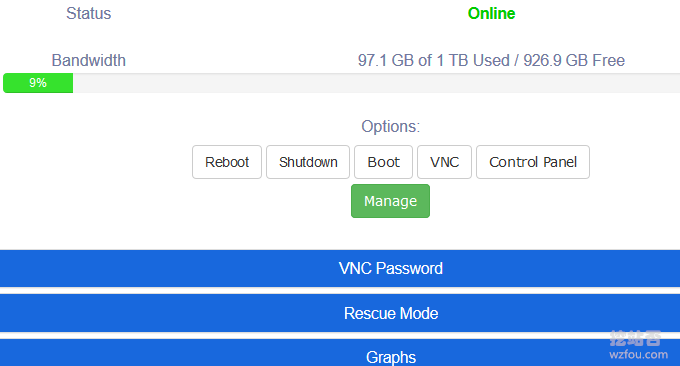 Status Online
Bandwidth 97.1 GB of 1 TB Used / 926.9 GB Free
9%
Options:
Reboot Shutdown Boot VNC Control Panel
Manage
VNC Password
Rescue Mode
挖站否
Graphs
wzfou.com